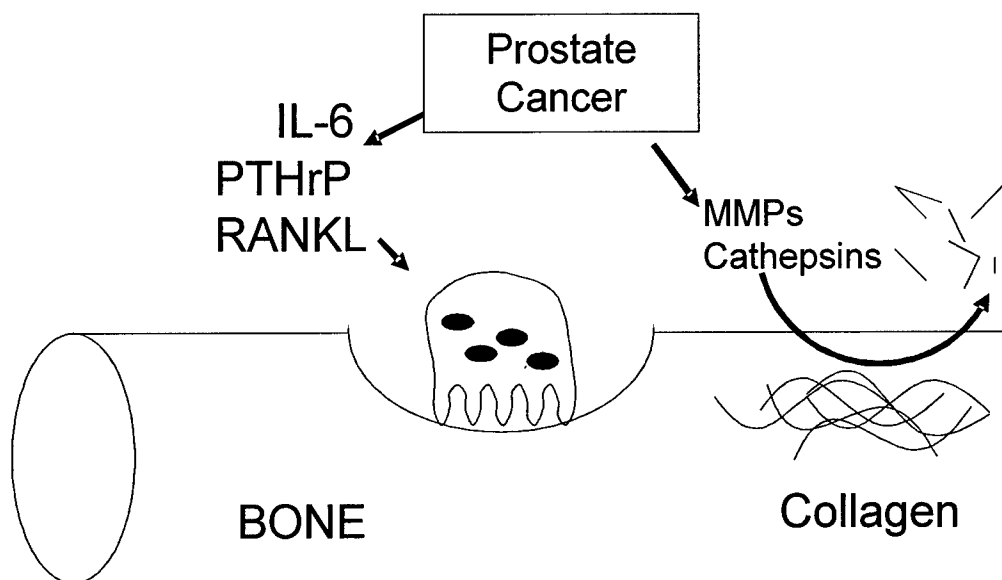 Prostate
Cancer
IL-6
PTHrP
RANKL
MMPs
Cathepsins
BONE
Collagen